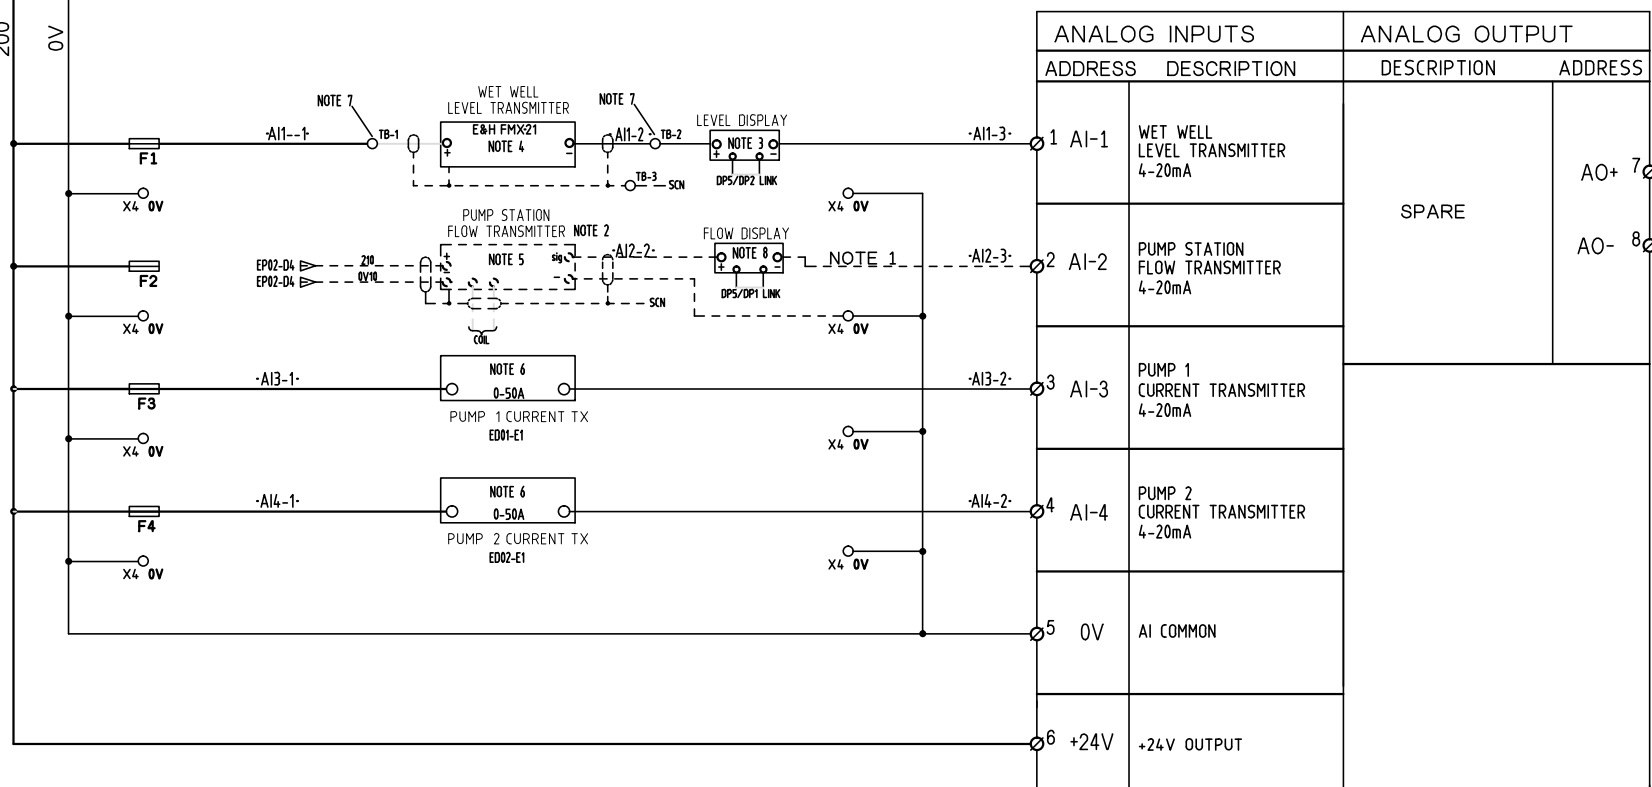 200
0V
ANALOG INPUTS
ANALOG OUTPUT
ADDRESS DESCRIPTION
DESCRIPTION ADDRESS
NOTE 7
WET WELL
LEVEL TRANSMITTER
NOTE 7
LEVEL DISPLAY
F1
·AI1--1·
TB-1
E&H FMX21
NOTE 4
+
-
·AI1-2·
TB-2
NOTE 3
+
-
DP5/DP2 LINK
·AI1-3·
1 AI-1
WET WELL
LEVEL TRANSMITTER
4-20mA
TB-3
SCN
X4 0V
X4 0V
AO+ 7
SPARE
AO- 8
PUMP STATION
FLOW TRANSMITTER NOTE 2
FLOW DISPLAY
F2
EP02-D4
210
EP02-D4
0V10
+
-
NOTE 5
sig
-
·AI2-2·
NOTE 8
+
-
DP5/DP1 LINK
NOTE 1
·AI2-3·
2 AI-2
PUMP STATION
FLOW TRANSMITTER
4-20mA
SCN
COIL
X4 0V
X4 0V
F3
·AI3-1·
NOTE 6
0-50A
PUMP 1 CURRENT TX
ED01-E1
·AI3-2·
3 AI-3
PUMP 1
CURRENT TRANSMITTER
4-20mA
X4 0V
X4 0V
F4
·AI4-1·
NOTE 6
0-50A
PUMP 2 CURRENT TX
ED02-E1
·AI4-2·
4 AI-4
PUMP 2
CURRENT TRANSMITTER
4-20mA
X4 0V
X4 0V
5 0V AI COMMON
6 +24V +24V OUTPUT